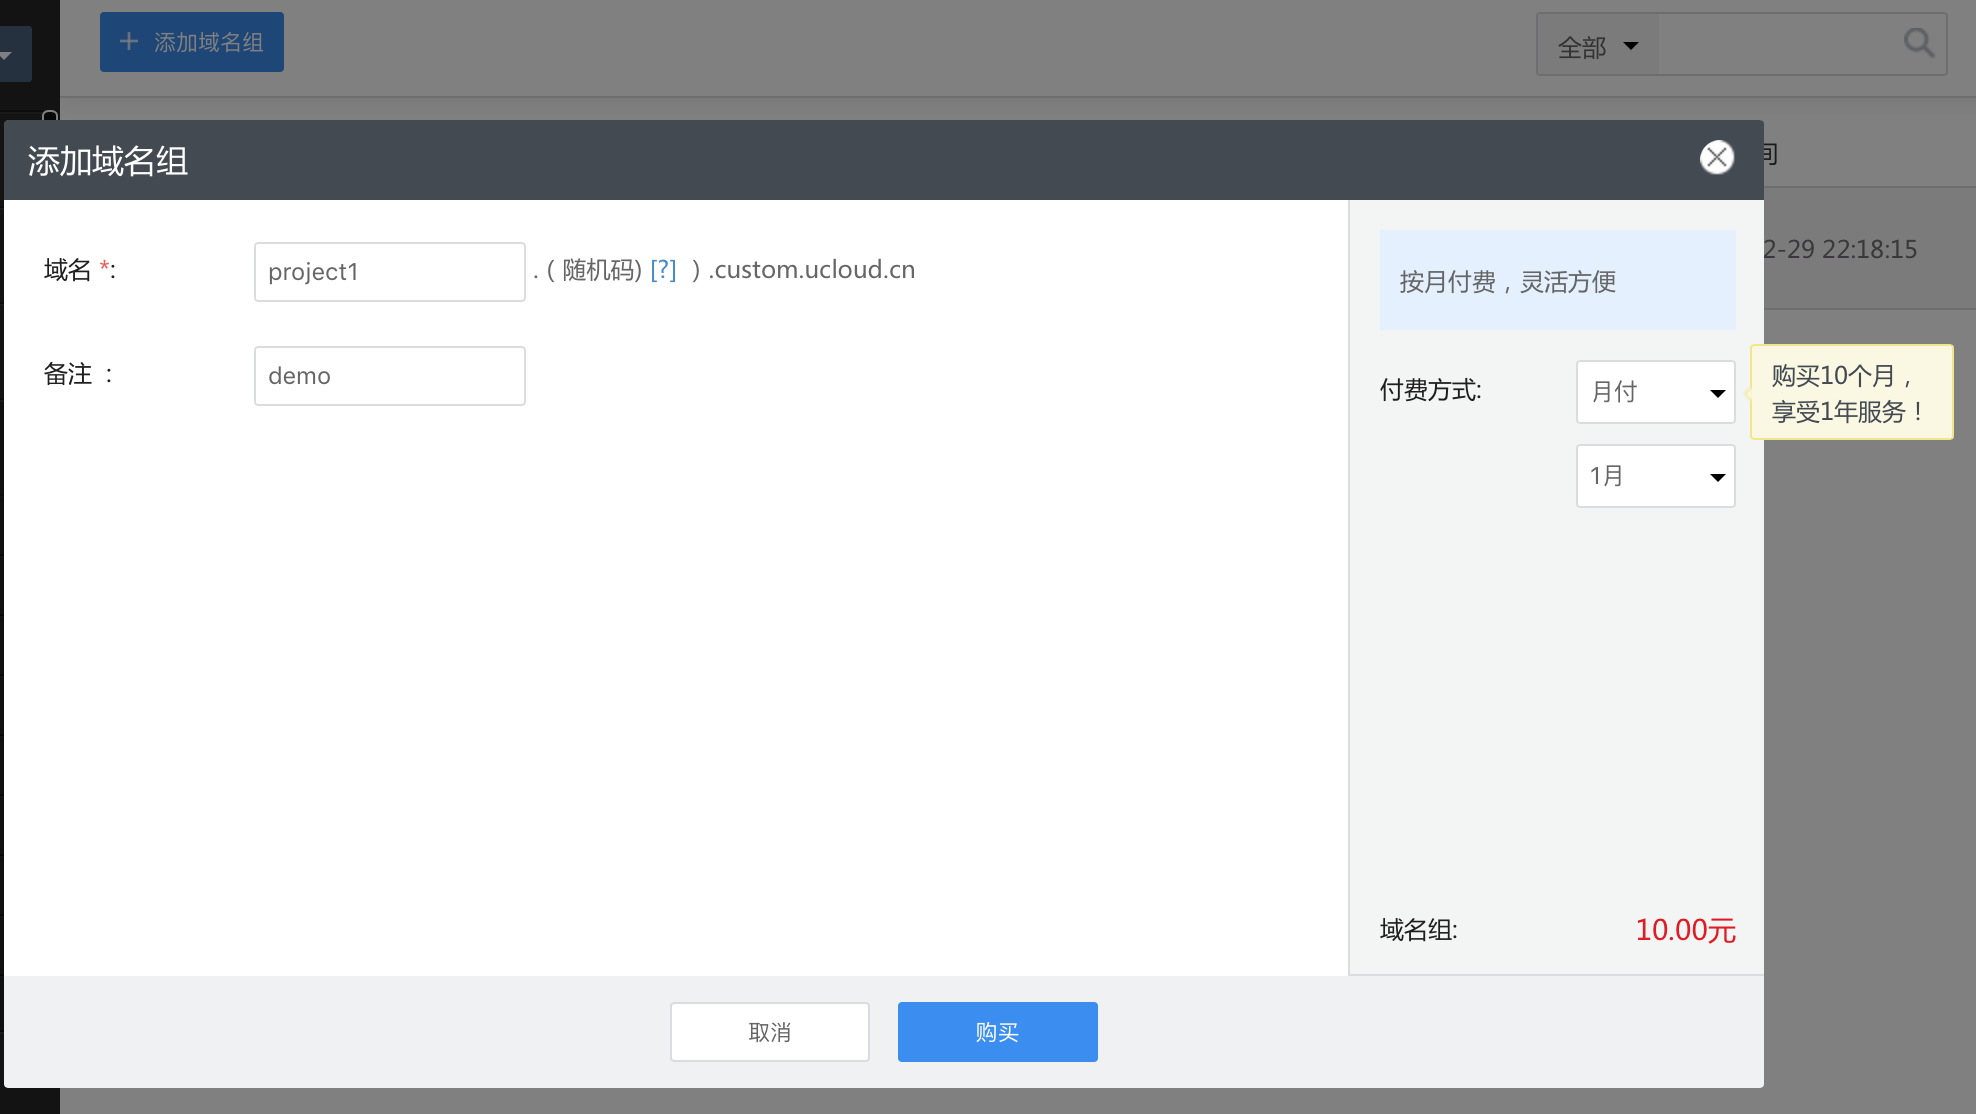 添加域名组
全部
间
添加域名组
2-29 22:18:15
域名 *:
project1
. ( 随机码) [?] ) .custom.ucloud.cn
备注 :
demo
按月付费，灵活方便
付费方式:
月付
购买10个月，
享受1年服务！
1月
域名组:
10.00元
取消
购买